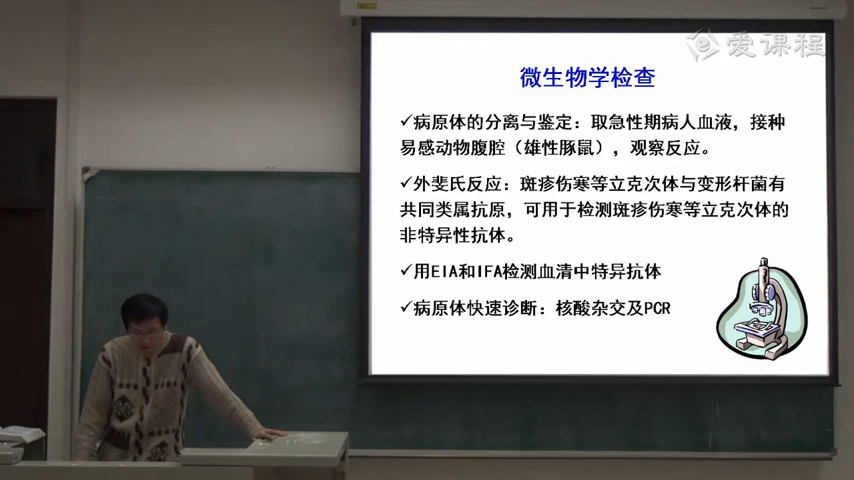 爱课程
微生物学检查
✓病原体的分离与鉴定：取急性期病人血液，接种
易感动物腹腔（雄性豚鼠），观察反应。
✓外斐氏反应：斑疹伤寒等立克次体与变形杆菌有
共同类属抗原，可用于检测斑疹伤寒等立克次体的
非特异性抗体。
✓用EIA和IFA检测血清中特异抗体
✓病原体快速诊断：核酸杂交及PCR